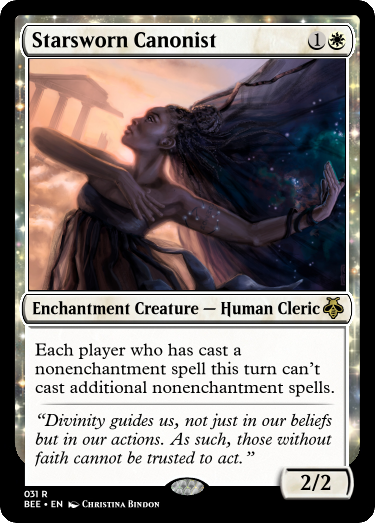 Starsworn Canonist 1
Enchantment Creature — Human Cleric
Each player who has cast a
nonenchantment spell this turn can't
cast additional nonenchantment spells.
“Divinity guides us, not just in our beliefs
but in our actions. As such, those without
faith cannot be trusted to act.”
2/2
031 R
BEE • EN Christina Bindon